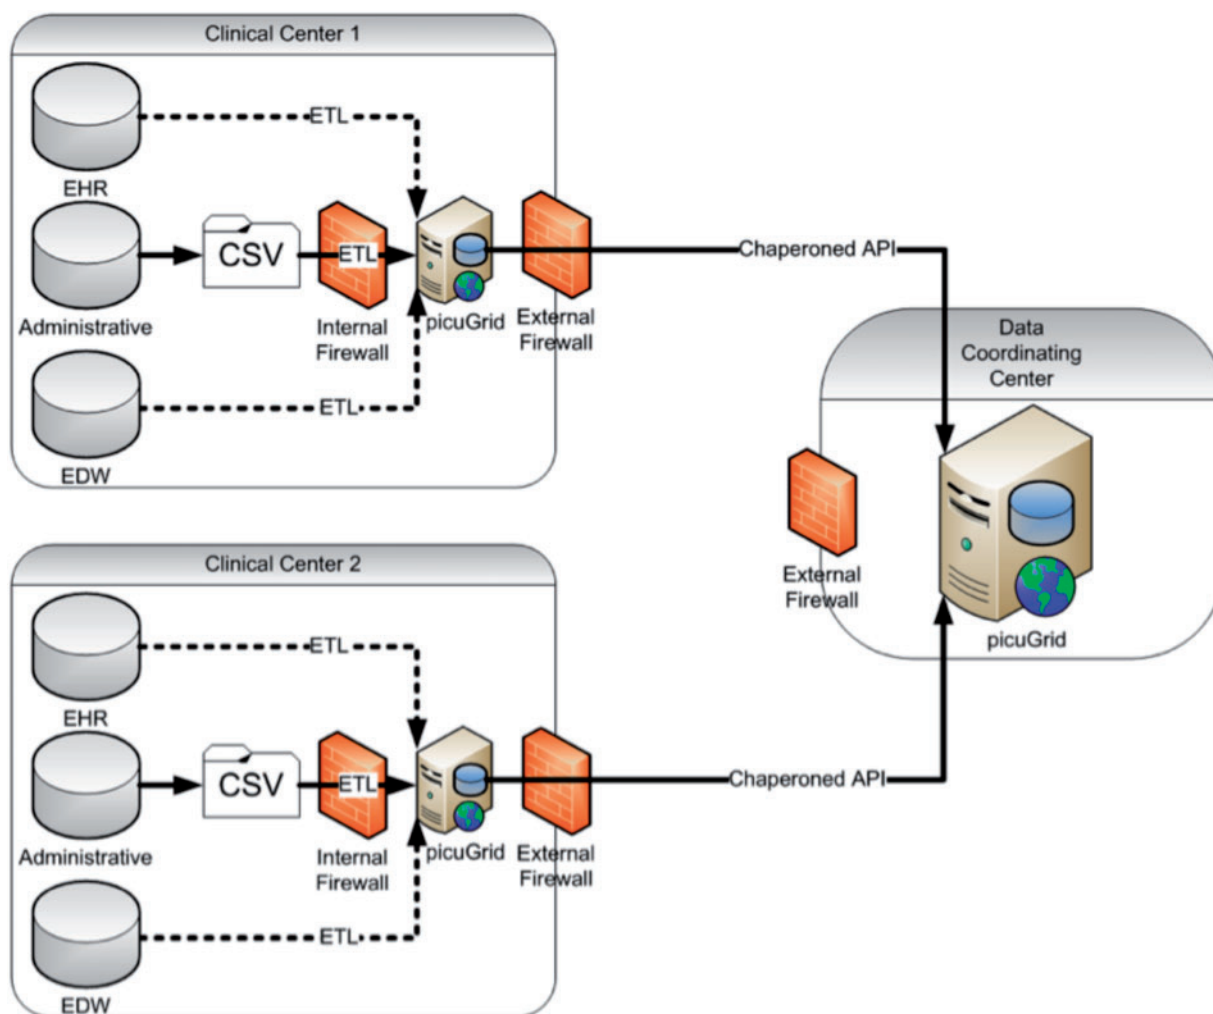 Clinical Center 1
ETL
EHR
CSV
ETL
Administrative
Internal
Firewall
picuGrid
External
Firewall
Chaperoned API
ETL
EDW
Data
Coordinating
Center
External
Firewall
picuGrid
Clinical Center 2
ETL
EHR
CSV
ETL
Administrative
Internal
Firewall
picuGrid
External
Firewall
Chaperoned API
ETL
EDW